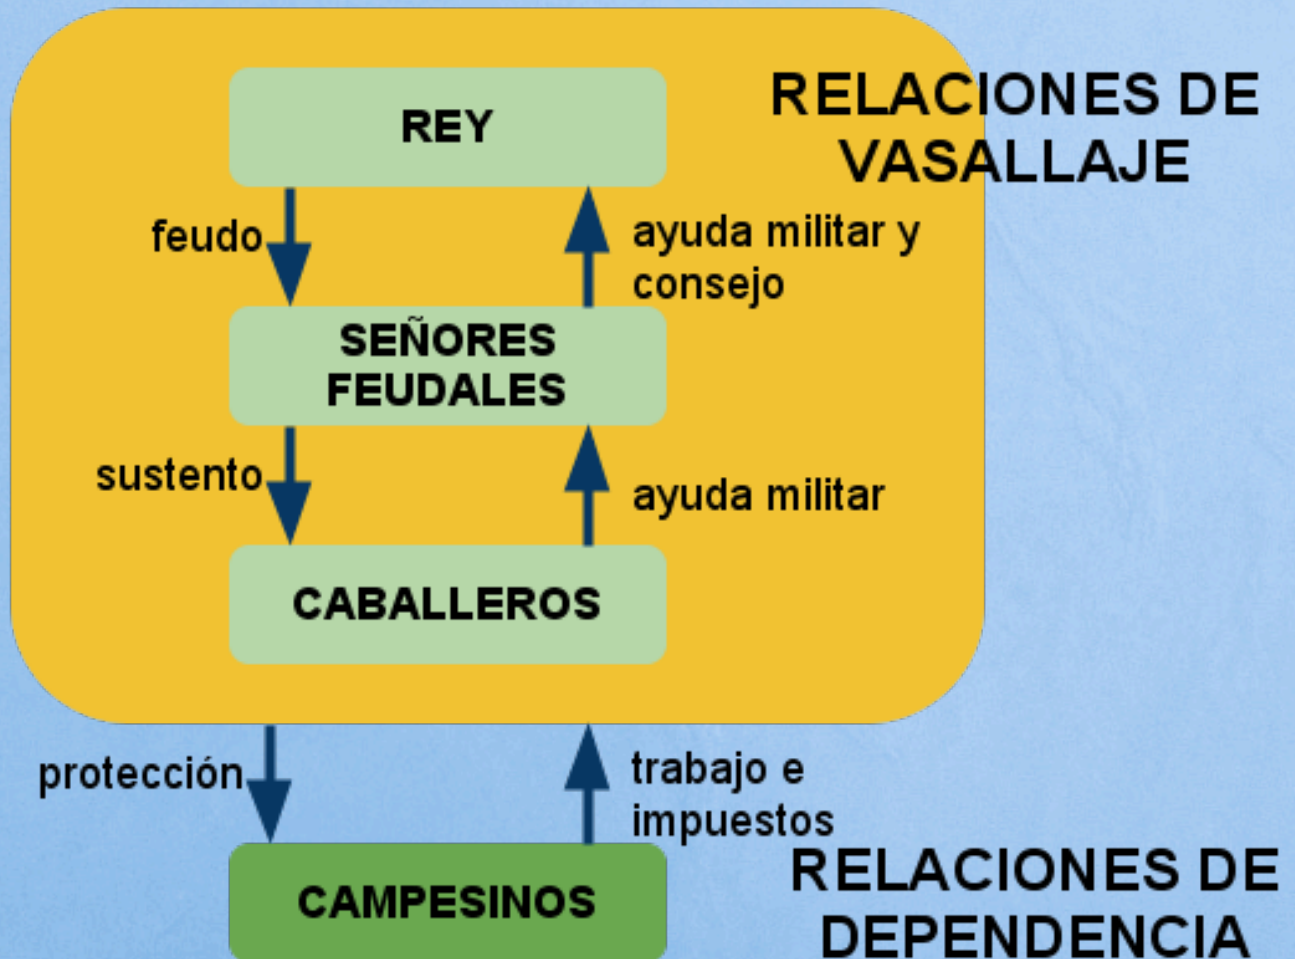 REY
RELACIONES DE
VASALLAJE
feudo
ayuda militar y
consejo
SEÑORES
FEUDALES
sustento
ayuda militar
CABALLEROS
protección
trabajo e
impuestos
CAMPESINOS
RELACIONES DE
DEPENDENCIA